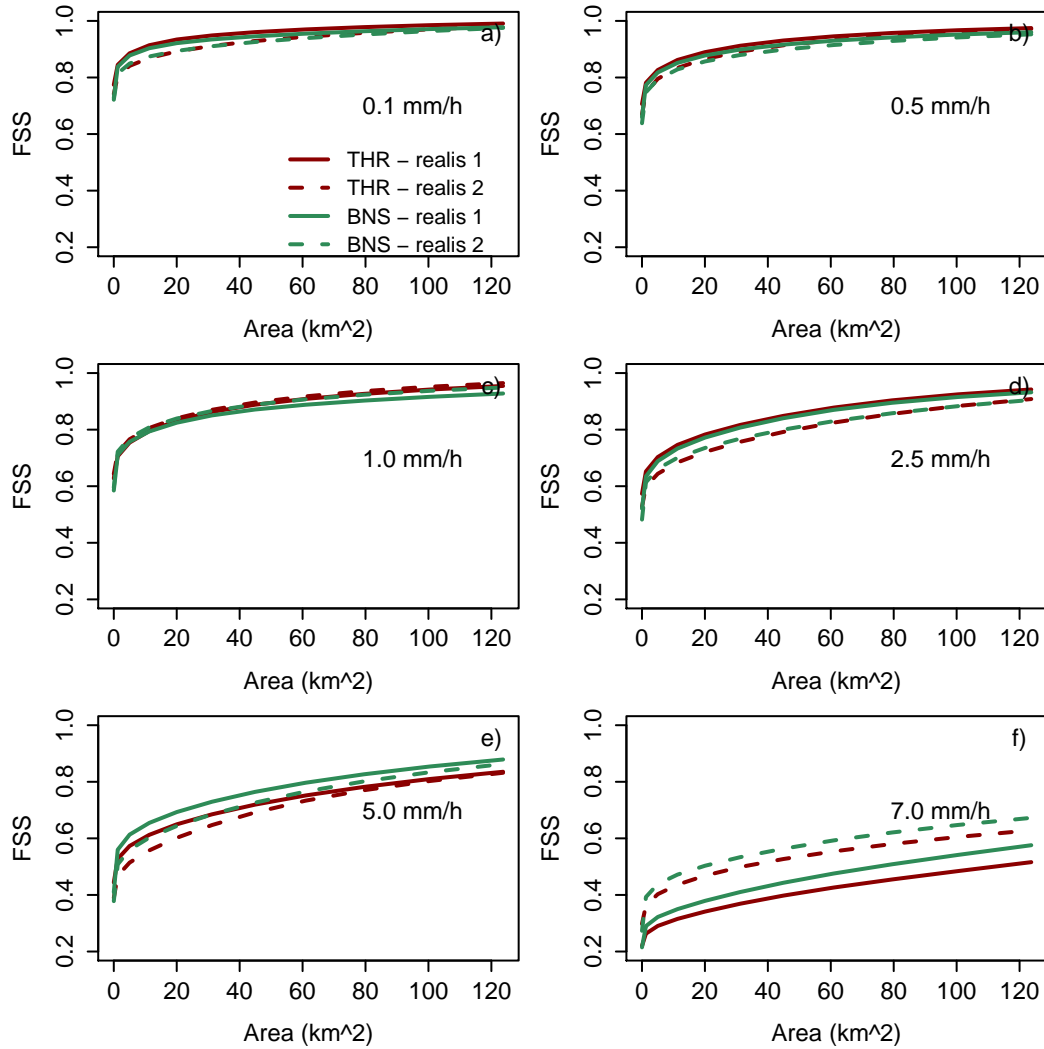 a)
0.1 mm/h
THR – realis 1
THR – realis 2
BNS – realis 1
BNS – realis 2
FSS
0.2 0.4 0.6 0.8 1.0
0 20 40 60 80 100 120
Area (km^2)
b)
0.5 mm/h
FSS
0.2 0.4 0.6 0.8 1.0
0 20 40 60 80 100 120
Area (km^2)
c)
1.0 mm/h
FSS
0.2 0.4 0.6 0.8 1.0
0 20 40 60 80 100 120
Area (km^2)
d)
2.5 mm/h
FSS
0.2 0.4 0.6 0.8 1.0
0 20 40 60 80 100 120
Area (km^2)
e)
5.0 mm/h
FSS
0.2 0.4 0.6 0.8 1.0
0 20 40 60 80 100 120
Area (km^2)
f)
7.0 mm/h
FSS
0.2 0.4 0.6 0.8 1.0
0 20 40 60 80 100 120
Area (km^2)